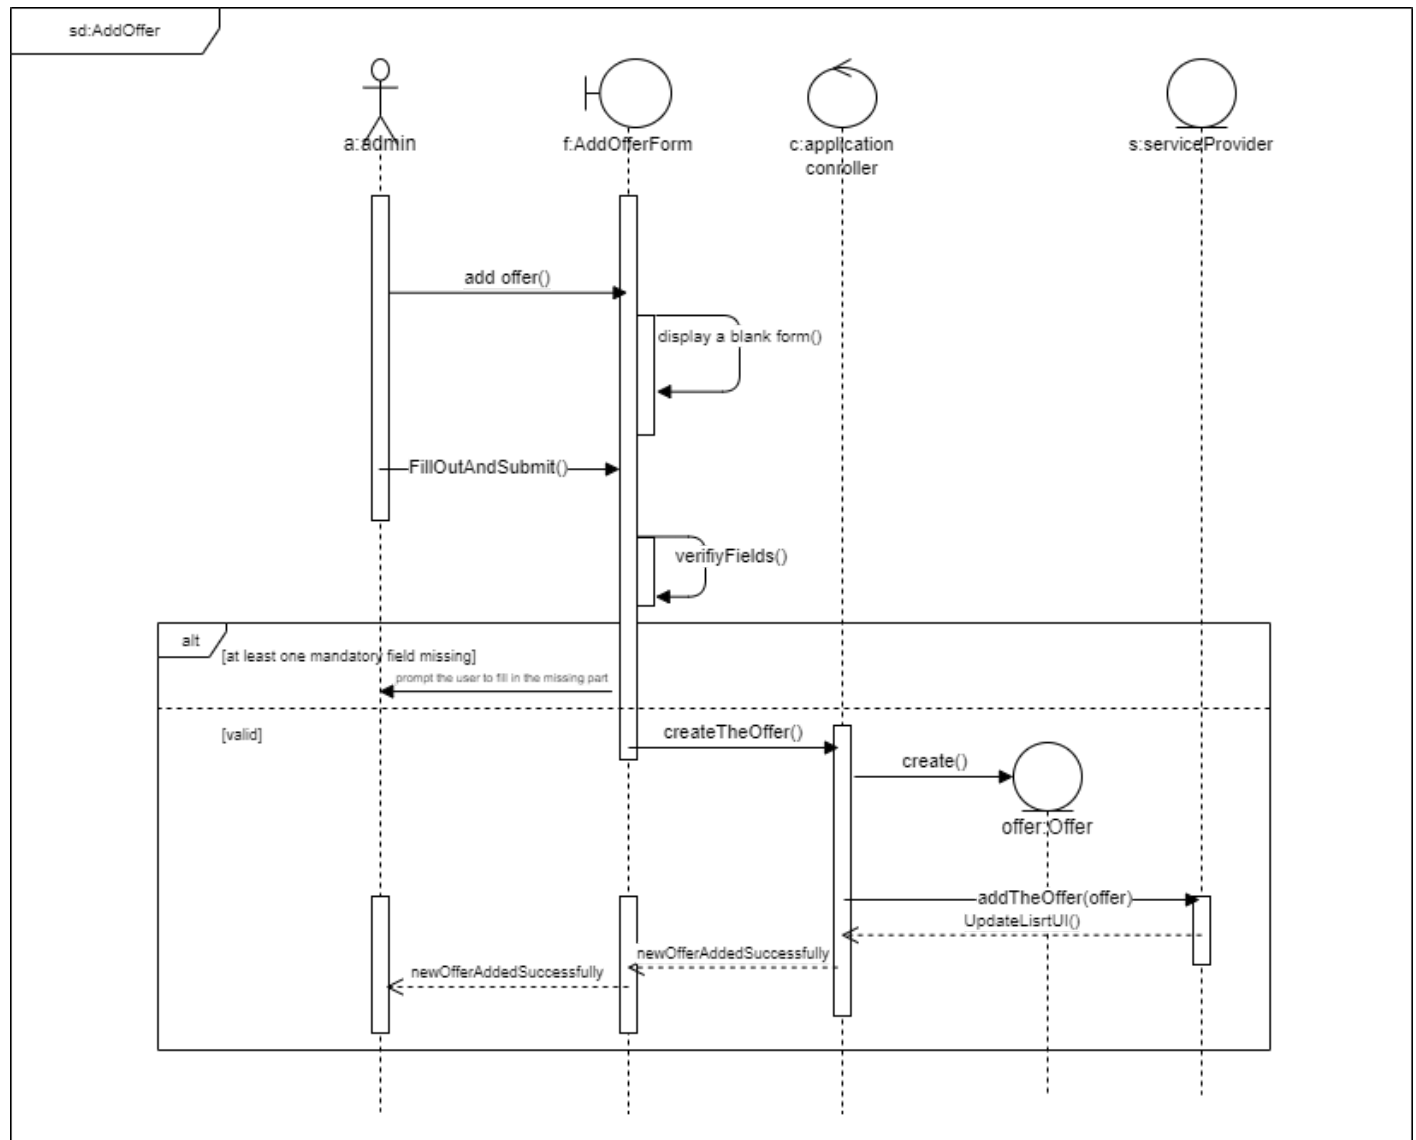 sd:AddOffer
a:admin
f:AddOfferForm
c:application
conroller
s:serviceProvider
add offer()
display a blank form()
FillOutAndSubmit()
verifiyFields()
alt
[at least one mandatory field missing]
prompt the user to fill in the missing part
[valid]
createTheOffer()
create()
offer:Offer
addTheOffer(offer)
UpdateLisrtUI()
newOfferAddedSuccessfully
newOfferAddedSuccessfully